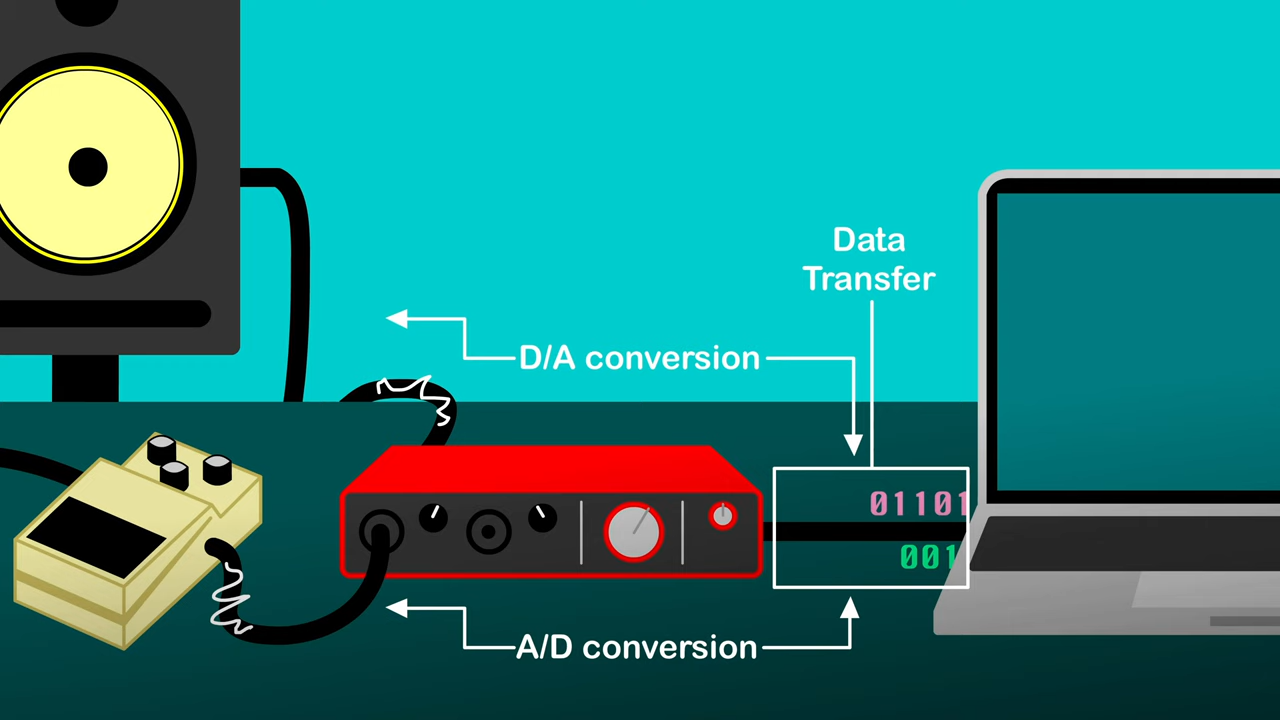 Data
Transfer
D/A conversion
01101
001
A/D conversion